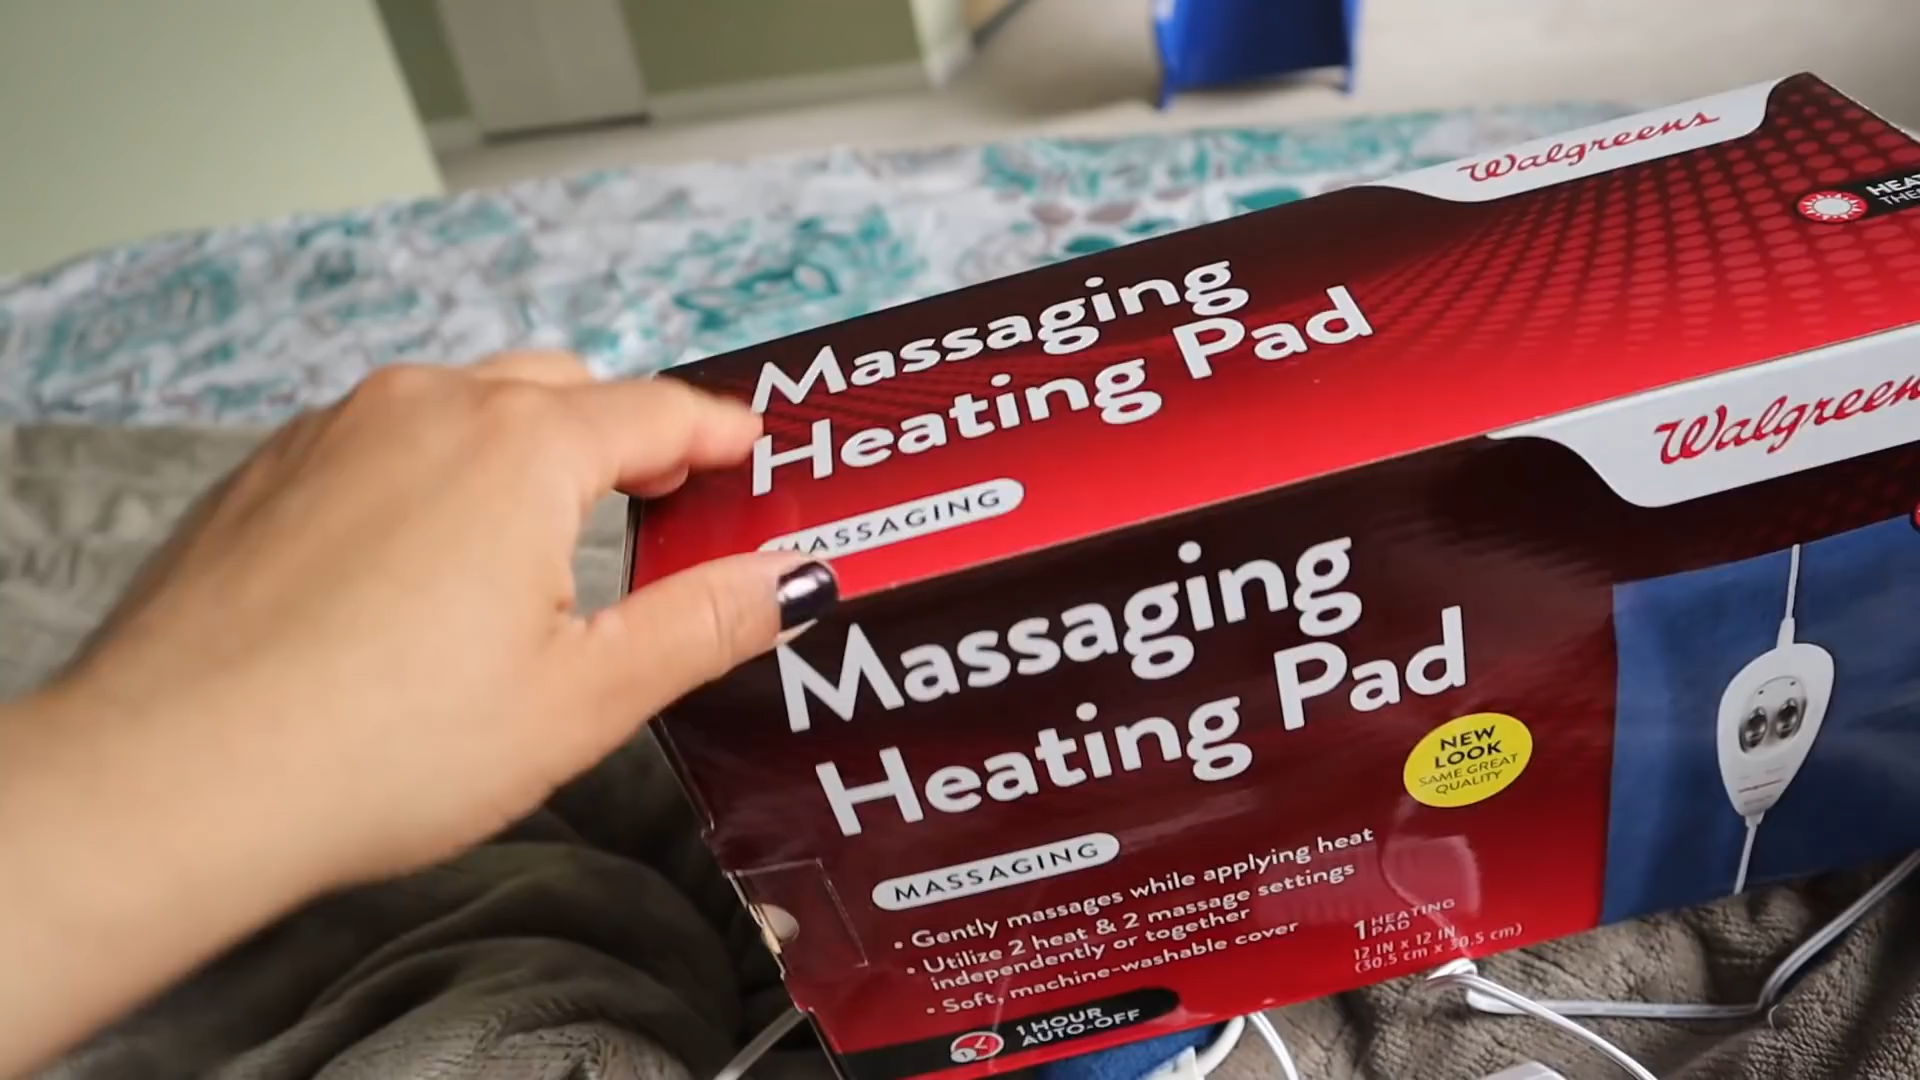 Walgreens
HEAT
Massaging
Heating Pad
MASSAGING
Walgreens
Massaging
Heating Pad
NEW
LOOK
SAME GREAT
QUALITY
MASSAGING
• Gently massages while applying heat
• Utilize 2 heat & 2 massage settings
independently or together
• Soft, machine-washable cover
1 HEATING
PAD
12 IN x 12 IN
(30.5 cm x 30.5 cm)
1 HOUR
AUTO-OFF